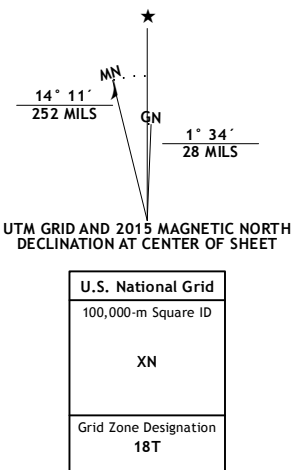 MN
GN
14° 11´
252 MILS
1° 34´
28 MILS
UTM GRID AND 2015 MAGNETIC NORTH
DECLINATION AT CENTER OF SHEET
U.S. National Grid
100,000-m Square ID
XN
Grid Zone Designation
18T